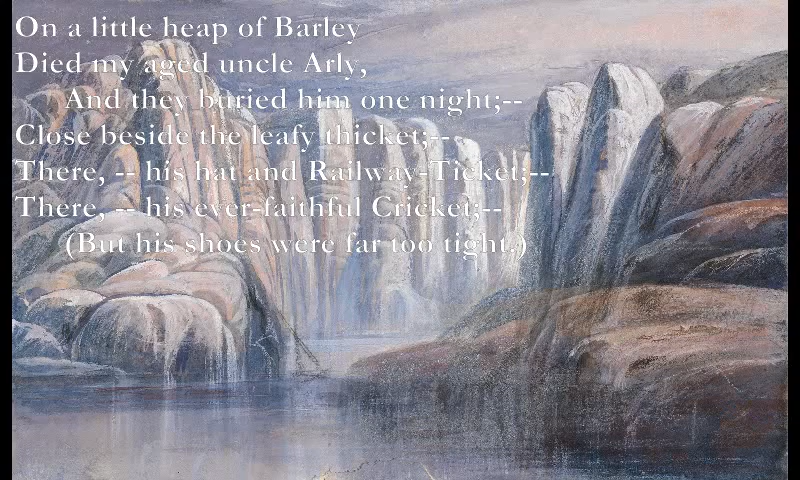 On a little heap of Barley
Died my aged uncle Arly,
And they buried him one night;--
Close beside the leafy thicket;--
There, -- his hat and Railway-Ticket;--
There, -- his ever-faithful Cricket;--
(But his shoes were far too tight.)